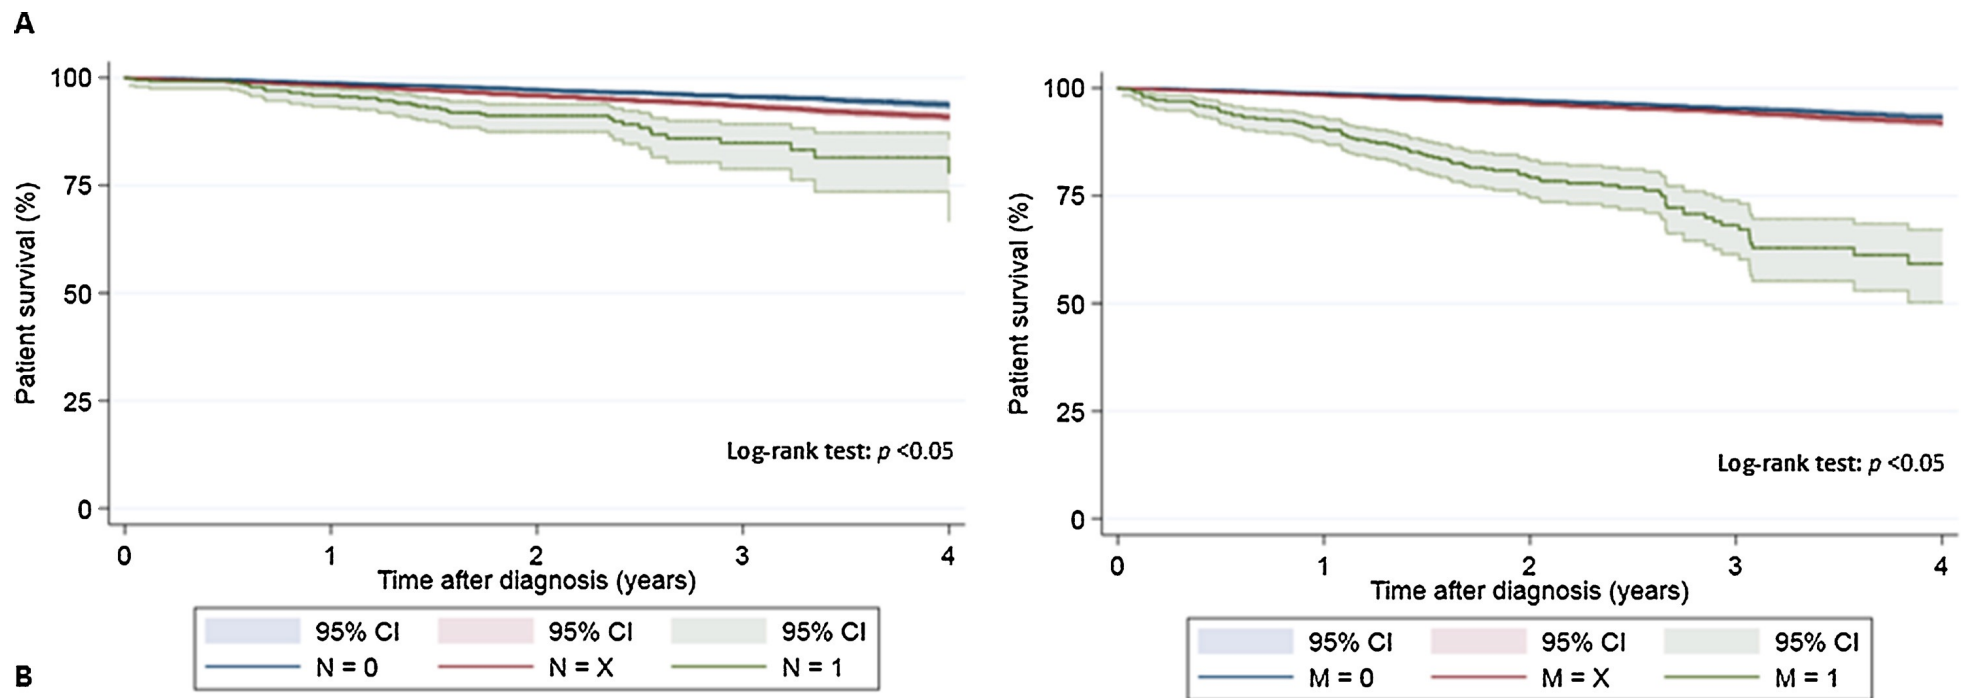 A
100
75
50
25
0
Patient survival (%)
Log-rank test: p <0.05
0 1 2 3 4
Time after diagnosis (years)
95% CI 95% CI 95% CI
N = 0 N = X N = 1
100
75
50
25
0
Patient survival (%)
Log-rank test: p <0.05
0 1 2 3 4
Time after diagnosis (years)
95% CI 95% CI 95% CI
M = 0 M = X M = 1
B